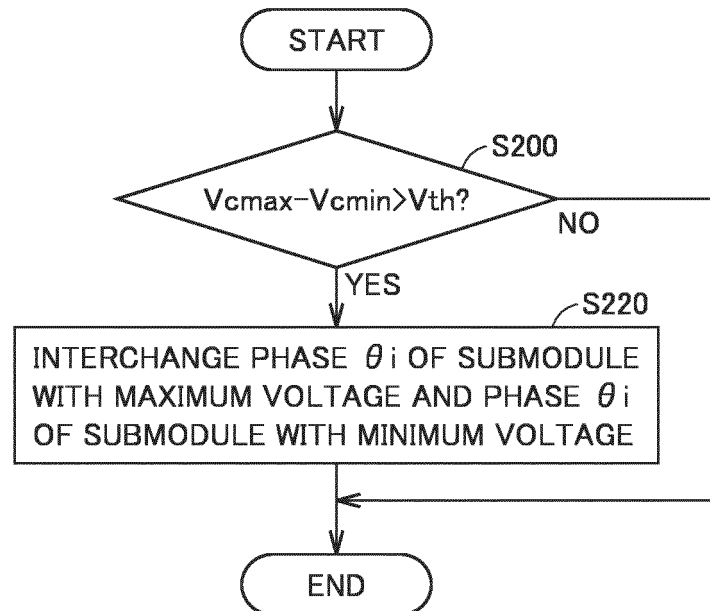 START
S200
Vcmax-Vcmin>Vth?
NO
YES
S220
INTERCHANGE PHASE θi OF SUBMODULE
WITH MAXIMUM VOLTAGE AND PHASE θi
OF SUBMODULE WITH MINIMUM VOLTAGE
END